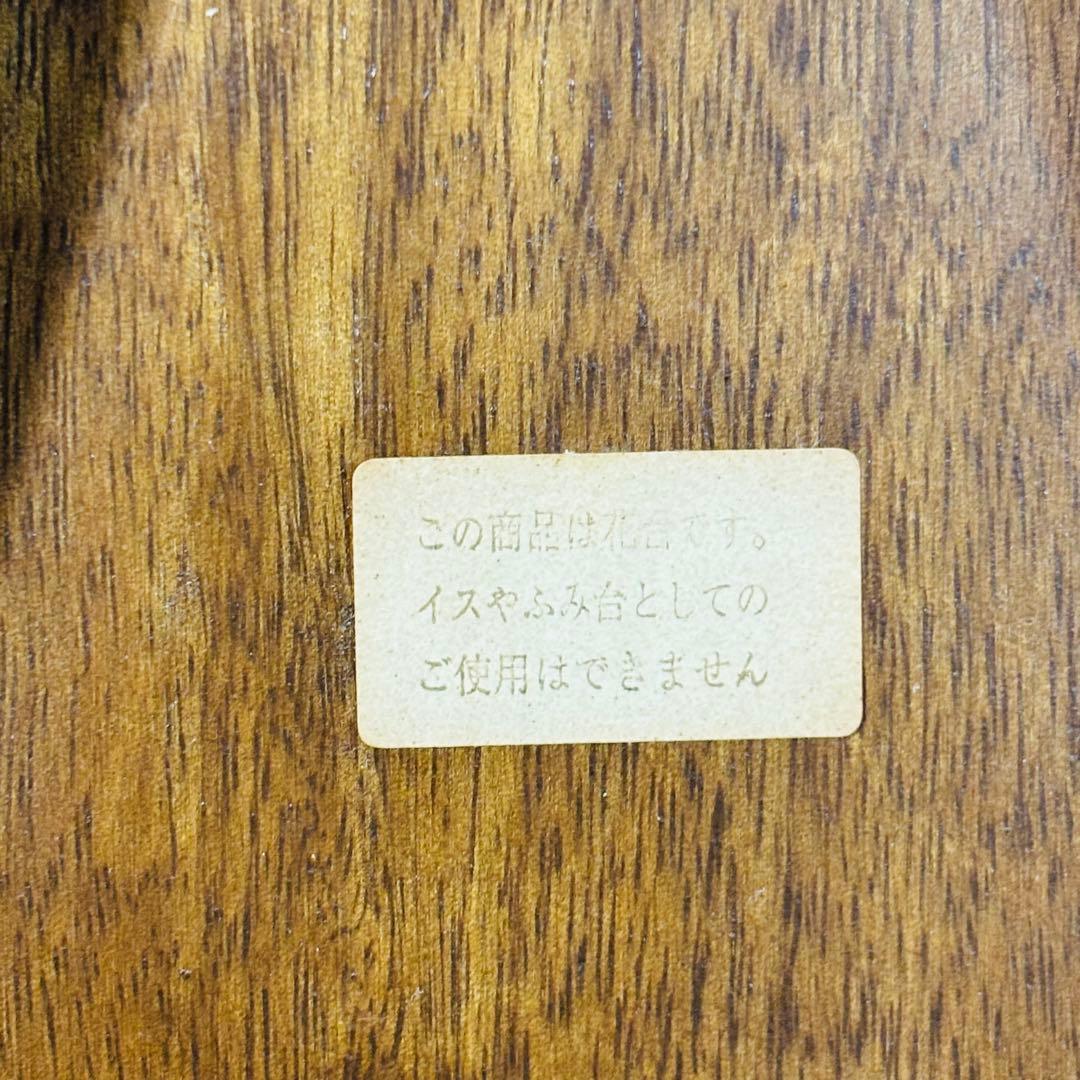 この商品は花台です。
イスやふみ台としての
ご使用はできません